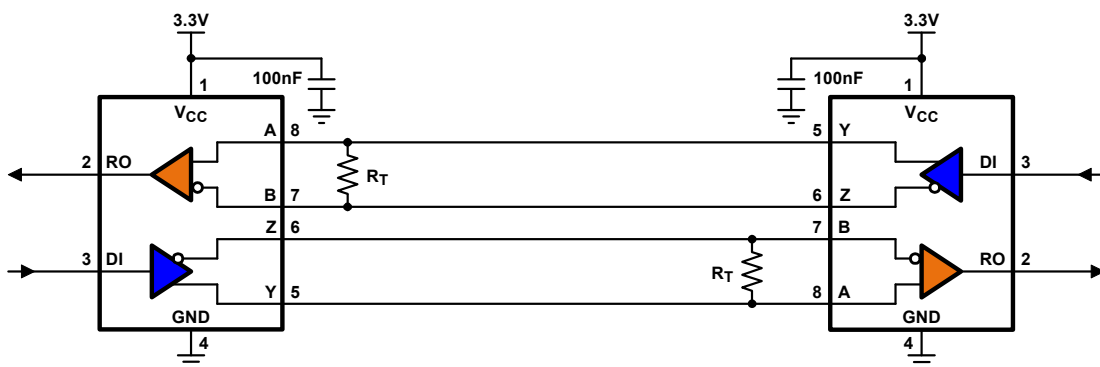 3.3V
3.3V
100nF
100nF
1
1
VCC
VCC
A 8
5 Y
2 RO
DI 3
RT
B 7
6 Z
Z 6
7 B
3 DI
RO 2
RT
Y 5
8 A
GND
GND
4
4